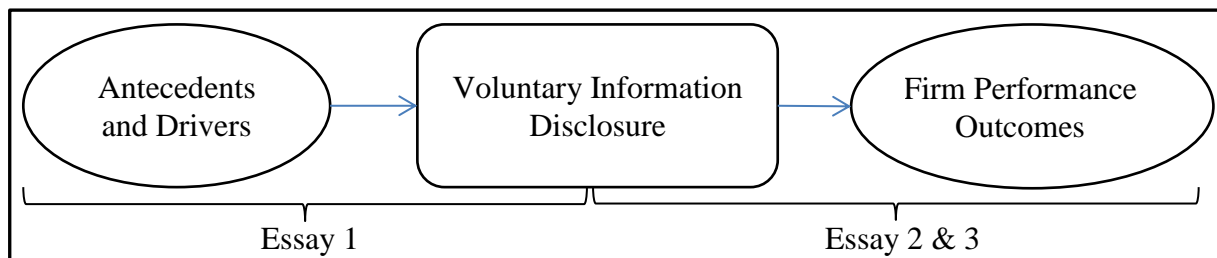 Antecedents
and Drivers
Voluntary Information
Disclosure
Firm Performance
Outcomes
Essay 1
Essay 2 & 3